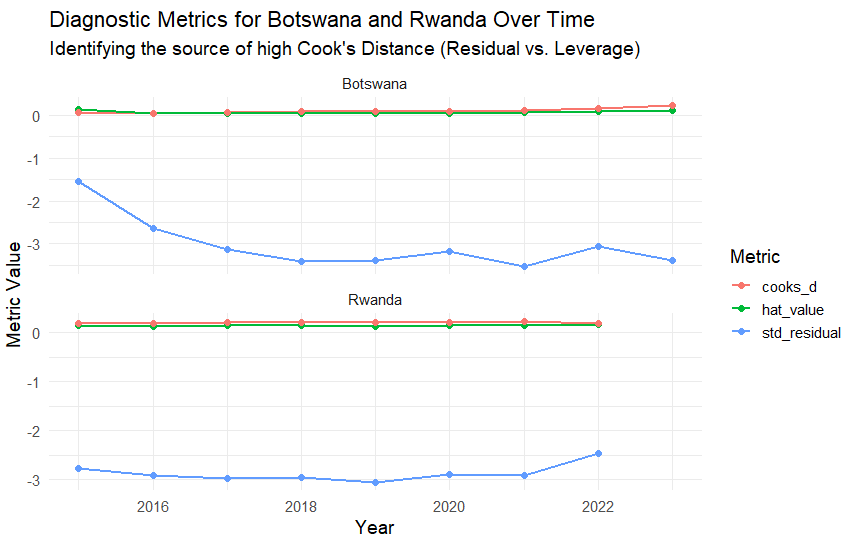 Diagnostic Metrics for Botswana and Rwanda Over Time
Identifying the source of high Cook's Distance (Residual vs. Leverage)
Botswana
0
-1
-2
-3
Rwanda
0
-1
-2
-3
2016 2018 2020 2022
Year
Metric Value
Metric
cooks_d
hat_value
std_residual